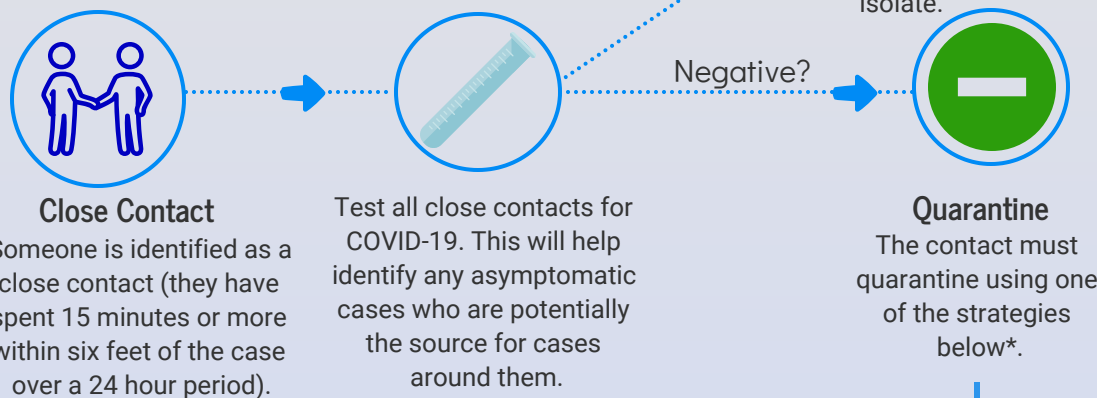 isolate.
Negative?
Close Contact
Someone is identified as a
close contact (they have
spent 15 minutes or more
within six feet of the case
over a 24 hour period).
Test all close contacts for
COVID-19. This will help
identify any asymptomatic
cases who are potentially
the source for cases
around them.
Quarantine
The contact must
quarantine using one
of the strategies
below*.